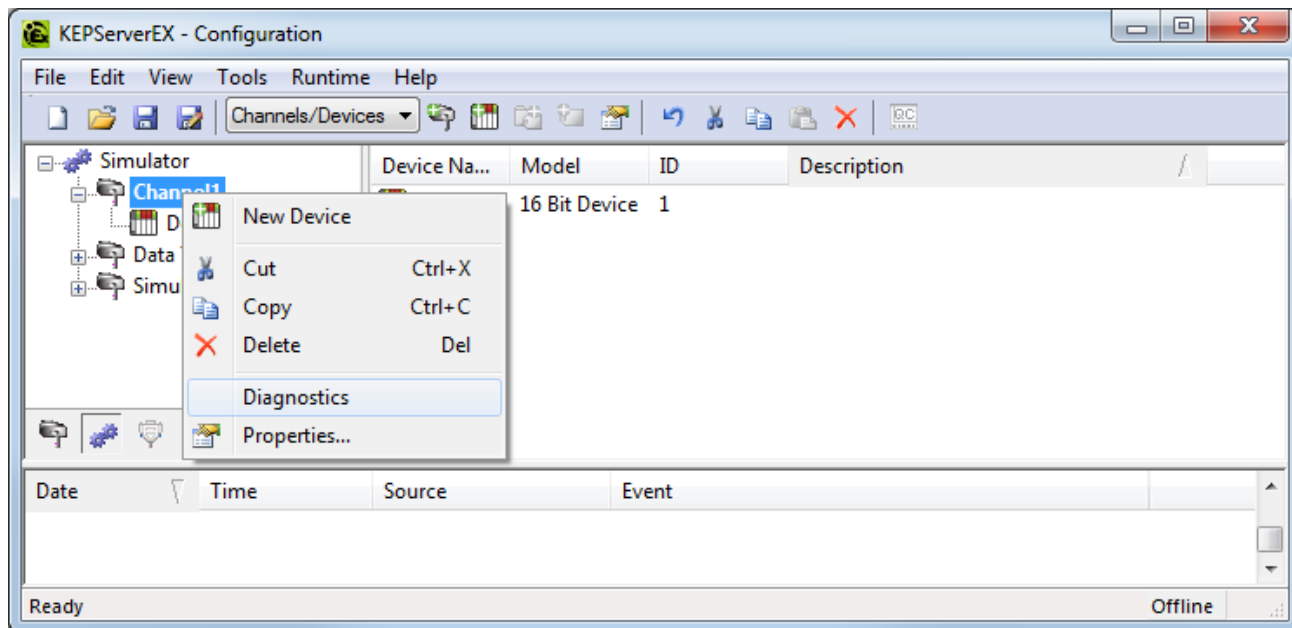 KEPServerEX - Configuration
File Edit View Tools Runtime Help
Channels/Devices
Simulator
Channel1
Data
Device Na... Model ID Description
16 Bit Device 1
New Device
Cut Ctrl+X
Copy Ctrl+C
Delete Del
Diagnostics
Properties...
Date Time Source Event
Ready Offline